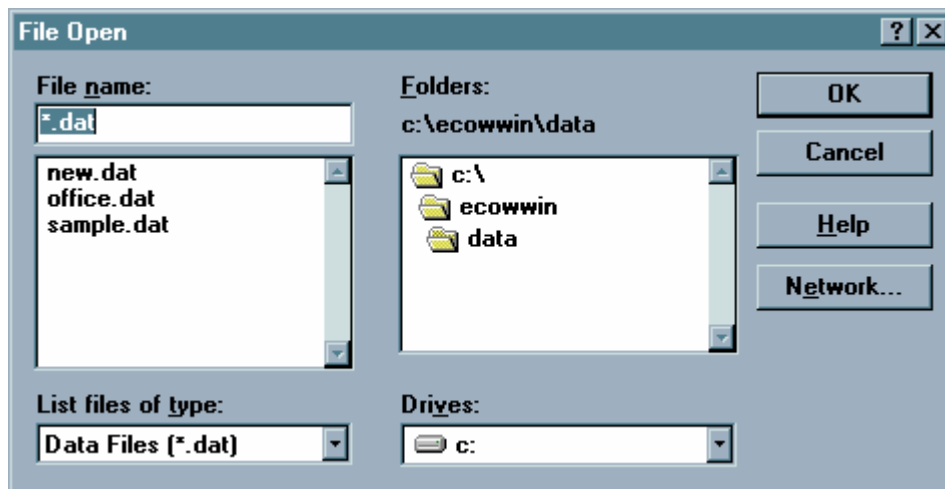 File Open
File name:
*.dat
new.dat
office.dat
sample.dat
List files of type:
Data Files (*.dat)
Folders:
c:\ecowwin\data
c:\
ecowwin
data
Drives:
c:
OK
Cancel
Help
Network...